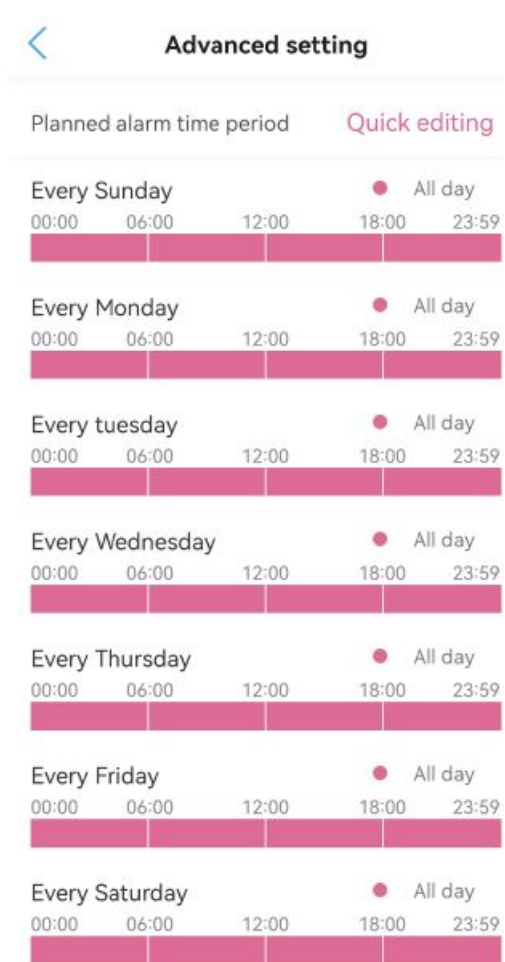 Advanced setting
Planned alarm time period Quick editing
Every Sunday All day
00:00 06:00 12:00 18:00 23:59
Every Monday All day
00:00 06:00 12:00 18:00 23:59
Every tuesday All day
00:00 06:00 12:00 18:00 23:59
Every Wednesday All day
00:00 06:00 12:00 18:00 23:59
Every Thursday All day
00:00 06:00 12:00 18:00 23:59
Every Friday All day
00:00 06:00 12:00 18:00 23:59
Every Saturday All day
00:00 06:00 12:00 18:00 23:59